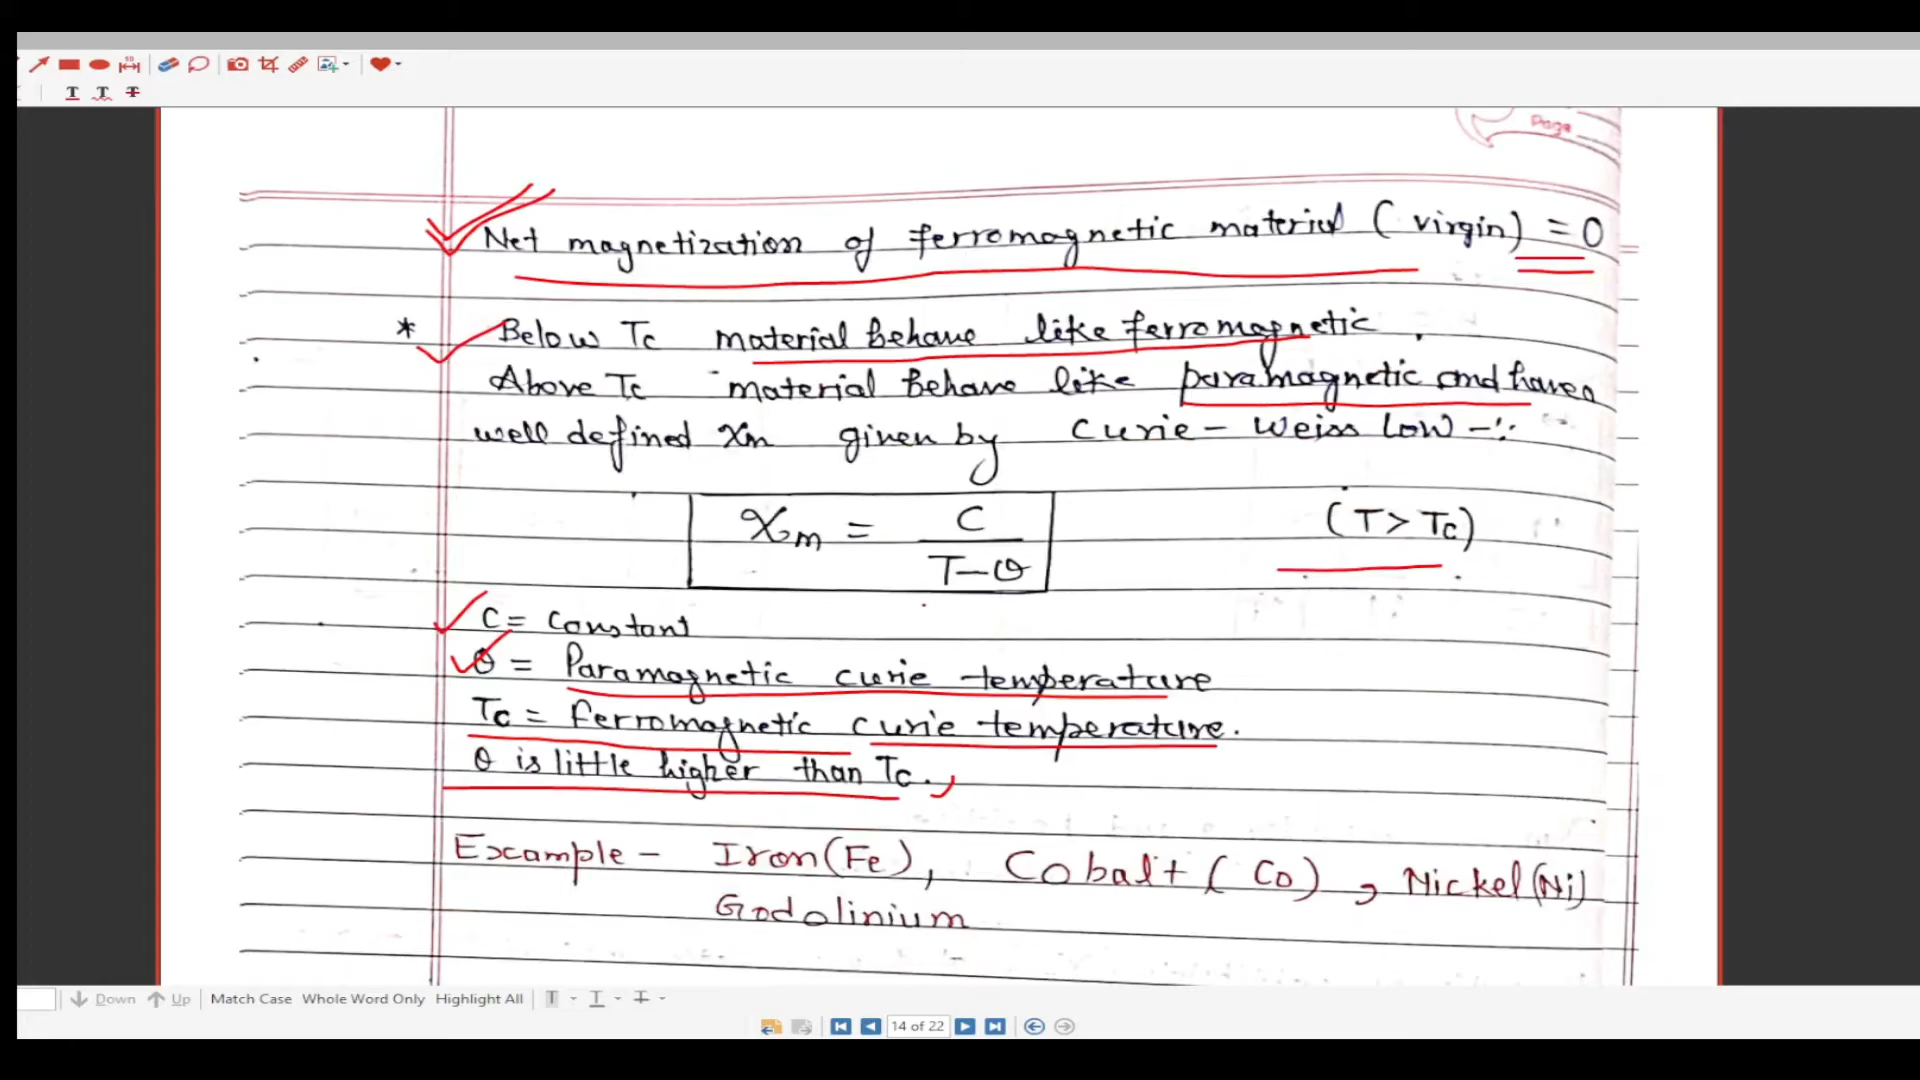 Page
Net magnetization of ferromagnetic material ( virgin) = 0
* Below Tc material Behave like ferromagnetic.
Above Tc material Behave like paramagnetic and have a
well defined χm given by Curie - Weiss Law -:
χm = C / T-θ (T > Tc)
C = Constant
θ = Paramagnetic curie temperature
Tc = ferromagnetic curie temperature.
θ is little higher than Tc.
Example - Iron(Fe), Cobalt ( Co) , Nickel(Ni)
Gadolinium
Down Up Match Case Whole Word Only Highlight All
14 of 22